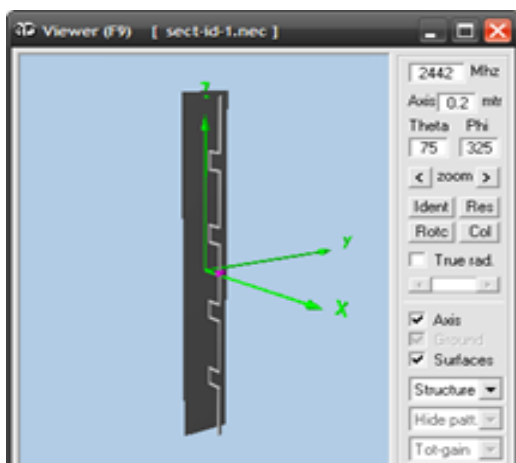 Viewer (F9) [ sect-id-1.nec ]
2442 Mhz
Axis 0.2 mtr
Theta Phi
75 325
< zoom >
Ident Res
Rotc Col
True rad.
Axis
Ground
Surfaces
Structure
Hide patt.
Tot-gain
Z
y
X